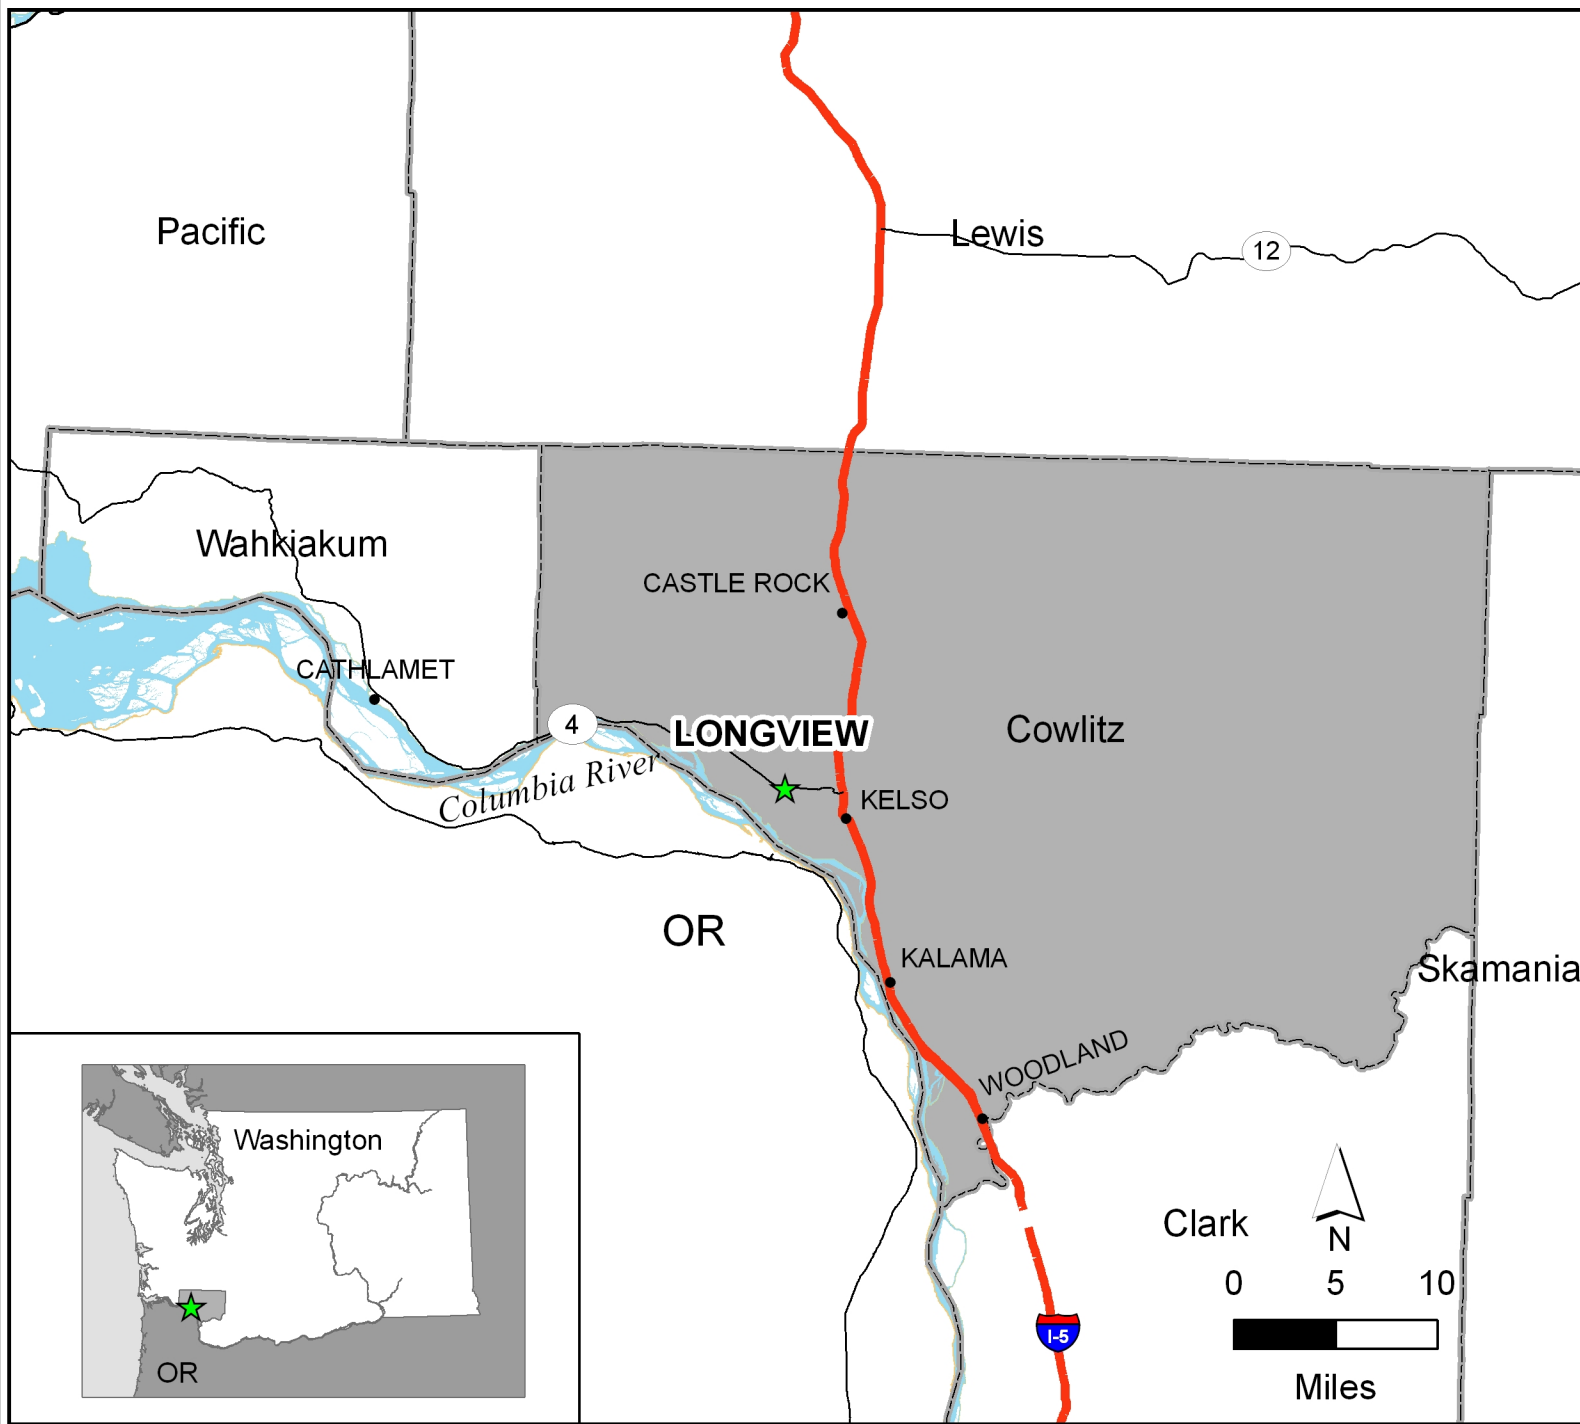 Pacific
Lewis
12
Wahkiakum
CASTLE ROCK
CATHLAMET
4
LONGVIEW
Cowlitz
Columbia River
KELSO
OR
KALAMA
Skamania
WOODLAND
Washington
OR
Clark
N
0 5 10
Miles
I-5